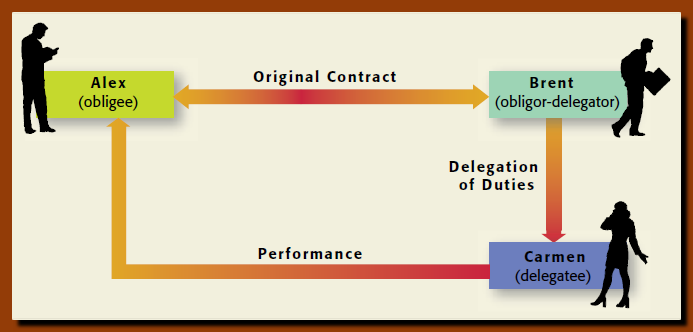 Alex
(obligee)
Original Contract
Brent
(obligor-delegator)
Delegation
of Duties
Performance
Carmen
(delegatee)